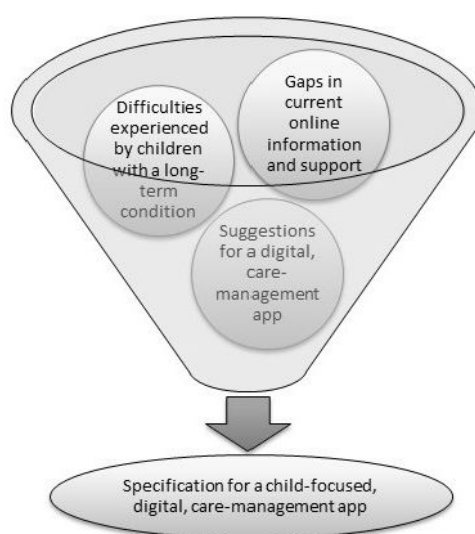 Difficulties
experienced
by children
with a long-
term
condition
Gaps in
current
online
information
and support
Suggestions
for a digital,
care-
management
app
Specification for a child-focused,
digital, care-management app